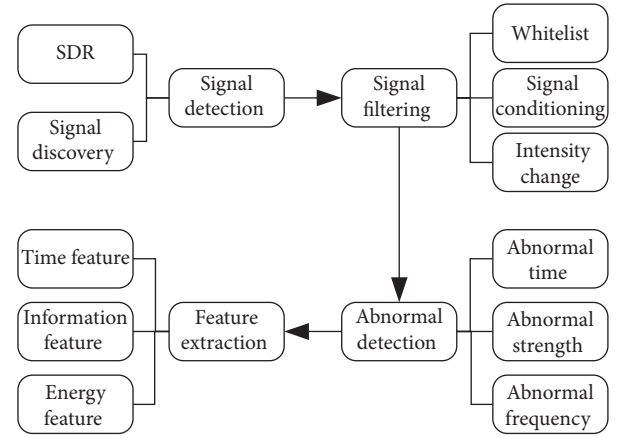 SDR
Signal
discovery
Signal
detection
Signal
filtering
Whitelist
Signal
conditioning
Intensity
change
Time feature
Information
feature
Energy
feature
Feature
extraction
Abnormal
detection
Abnormal
time
Abnormal
strength
Abnormal
frequency